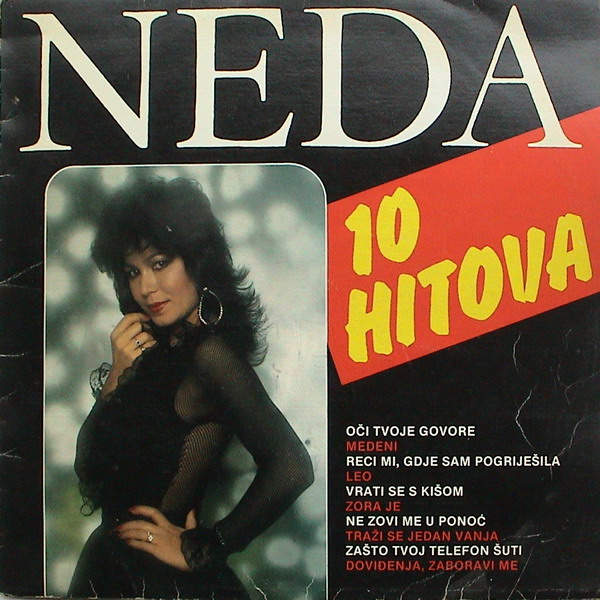 NEDA
10
HITOVA
OČI TVOJE GOVORE
MEDENI
RECI MI, GDJE SAM POGRIJEŠILA
LEO
VRATI SE S KIŠOM
ZORA JE
NE ZOVI ME U PONOĆ
TRAŽI SE JEDAN VANJA
ZAŠTO TVOJ TELEFON ŠUTI
DOVIĐENJA, ZABORAVI ME